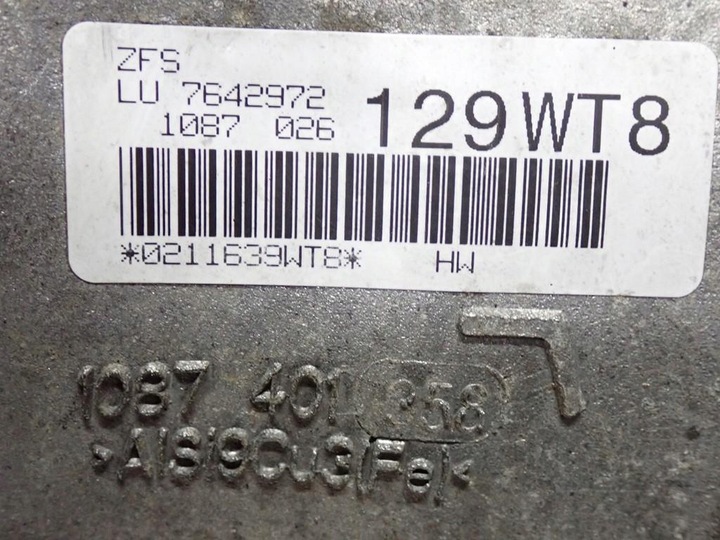 ZFS
LU 7642972
1087 026
129WT8
*0211639WT8*
HW
1087 401 358
>AlSi9Cu3(Fe)<